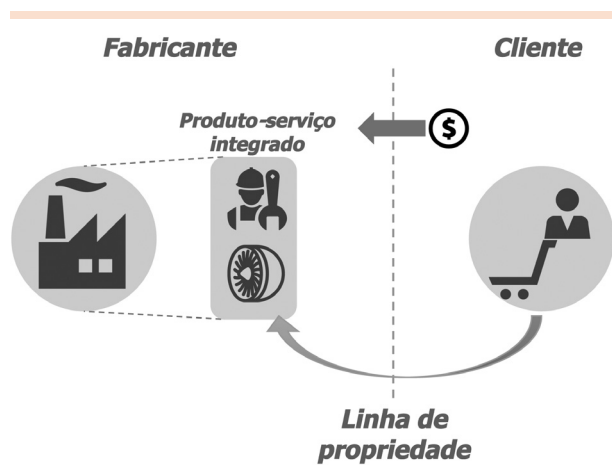 Fabricante
Cliente
Produto-serviço
integrado
$
Linha de
propriedade